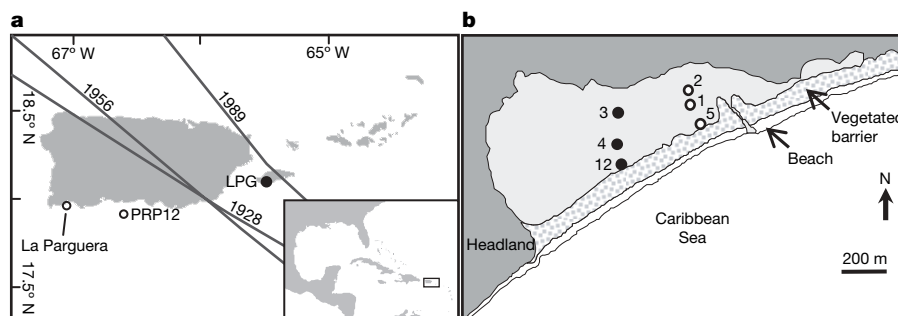 a
67° W
65° W
1956
1989
18.5° N
LPG
1928
PRP12
La Parguera
17.5° N
b
2
1
3
5
4
12
Vegetated
barrier
Beach
N
Caribbean
Sea
Headland
200 m